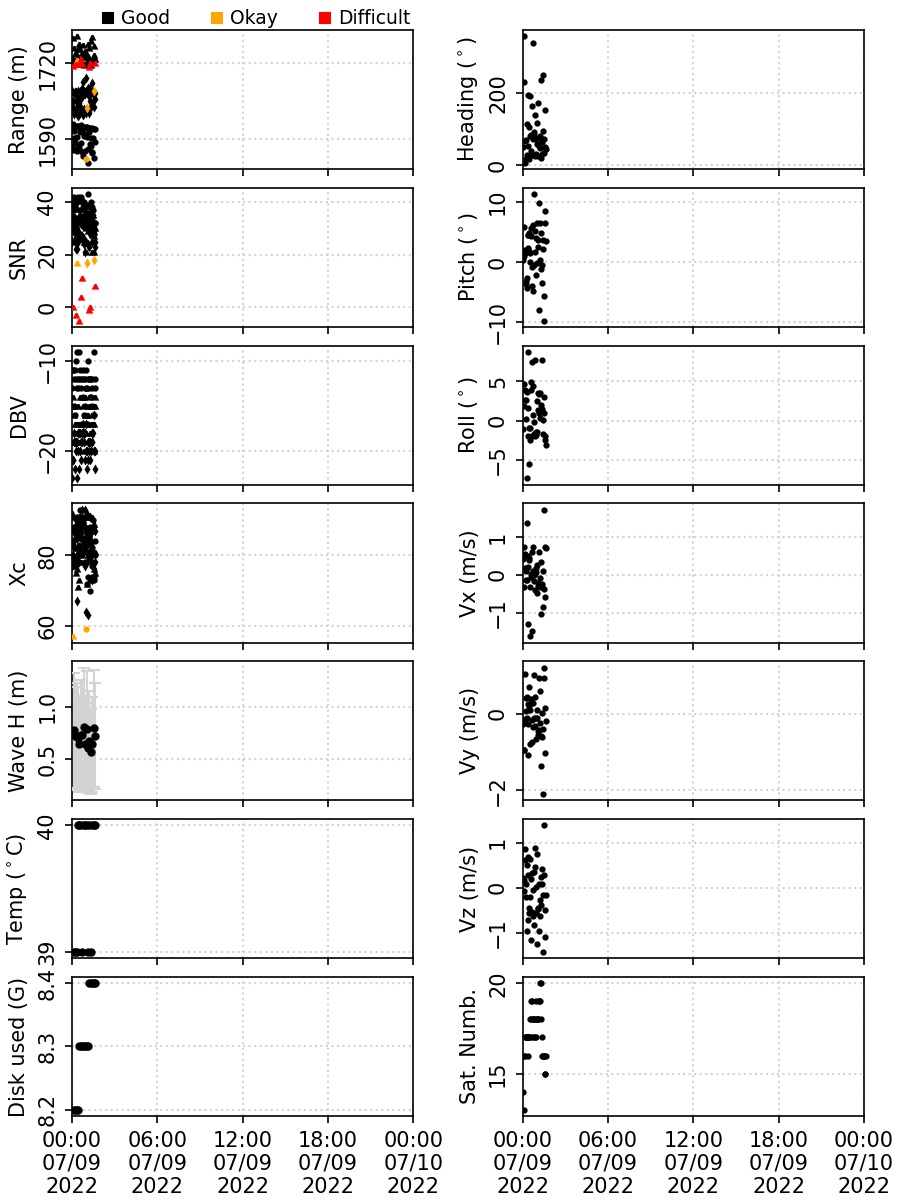 Good Okay Difficult
Range (m) 1720 1590
Heading (°) 200 0
SNR 40 20 0
Pitch (°) 10 0 −10
DBV −10 −20
Roll (°) 5 0 −5
Xc 80 60
Vx (m/s) 1 0 −1
Wave H (m) 1.0 0.5
Vy (m/s) 0 −2
Temp (°C) 40 39
Vz (m/s) 1 0 −1
Disk used (G) 8.4 8.3 8.2
Sat. Numb. 20 15
00:00 06:00 12:00 18:00 00:00
07/09 07/09 07/09 07/09 07/10
2022 2022 2022 2022 2022
00:00 06:00 12:00 18:00 00:00
07/09 07/09 07/09 07/09 07/10
2022 2022 2022 2022 2022